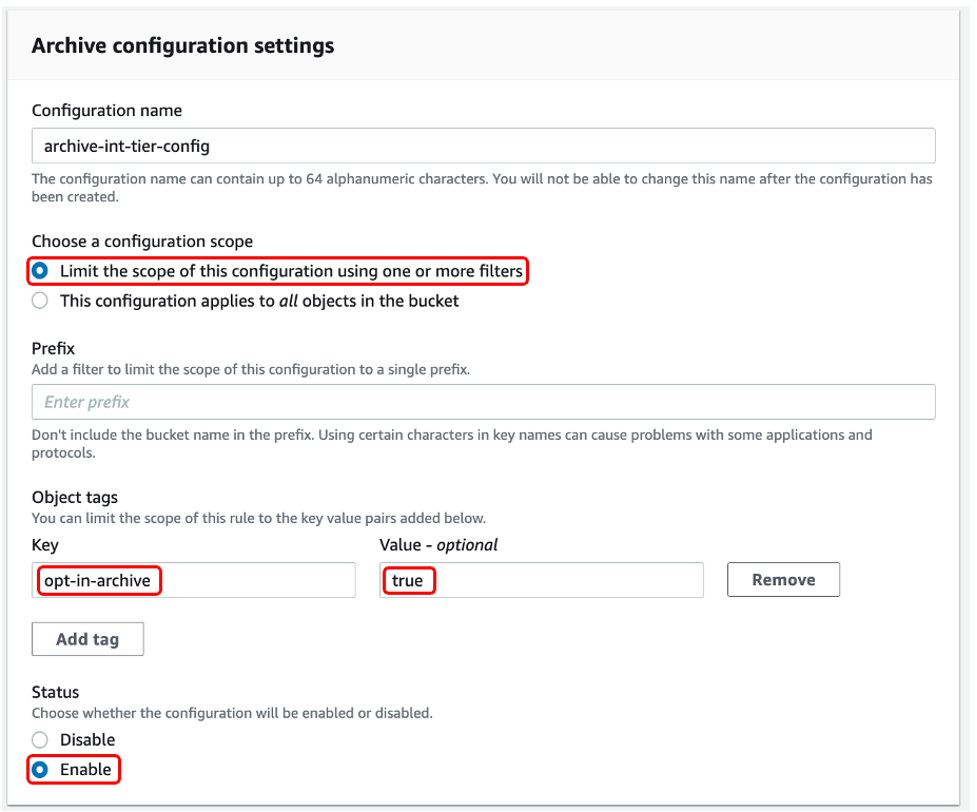 Archive configuration settings
Configuration name
archive-int-tier-config
The configuration name can contain up to 64 alphanumeric characters. You will not be able to change this name after the configuration has
been created.
Choose a configuration scope
Limit the scope of this configuration using one or more filters
This configuration applies to all objects in the bucket
Prefix
Add a filter to limit the scope of this configuration to a single prefix.
Enter prefix
Don't include the bucket name in the prefix. Using certain characters in key names can cause problems with some applications and
protocols.
Object tags
You can limit the scope of this rule to the key value pairs added below.
Key Value - optional
opt-in-archive true Remove
Add tag
Status
Choose whether the configuration will be enabled or disabled.
Disable
Enable